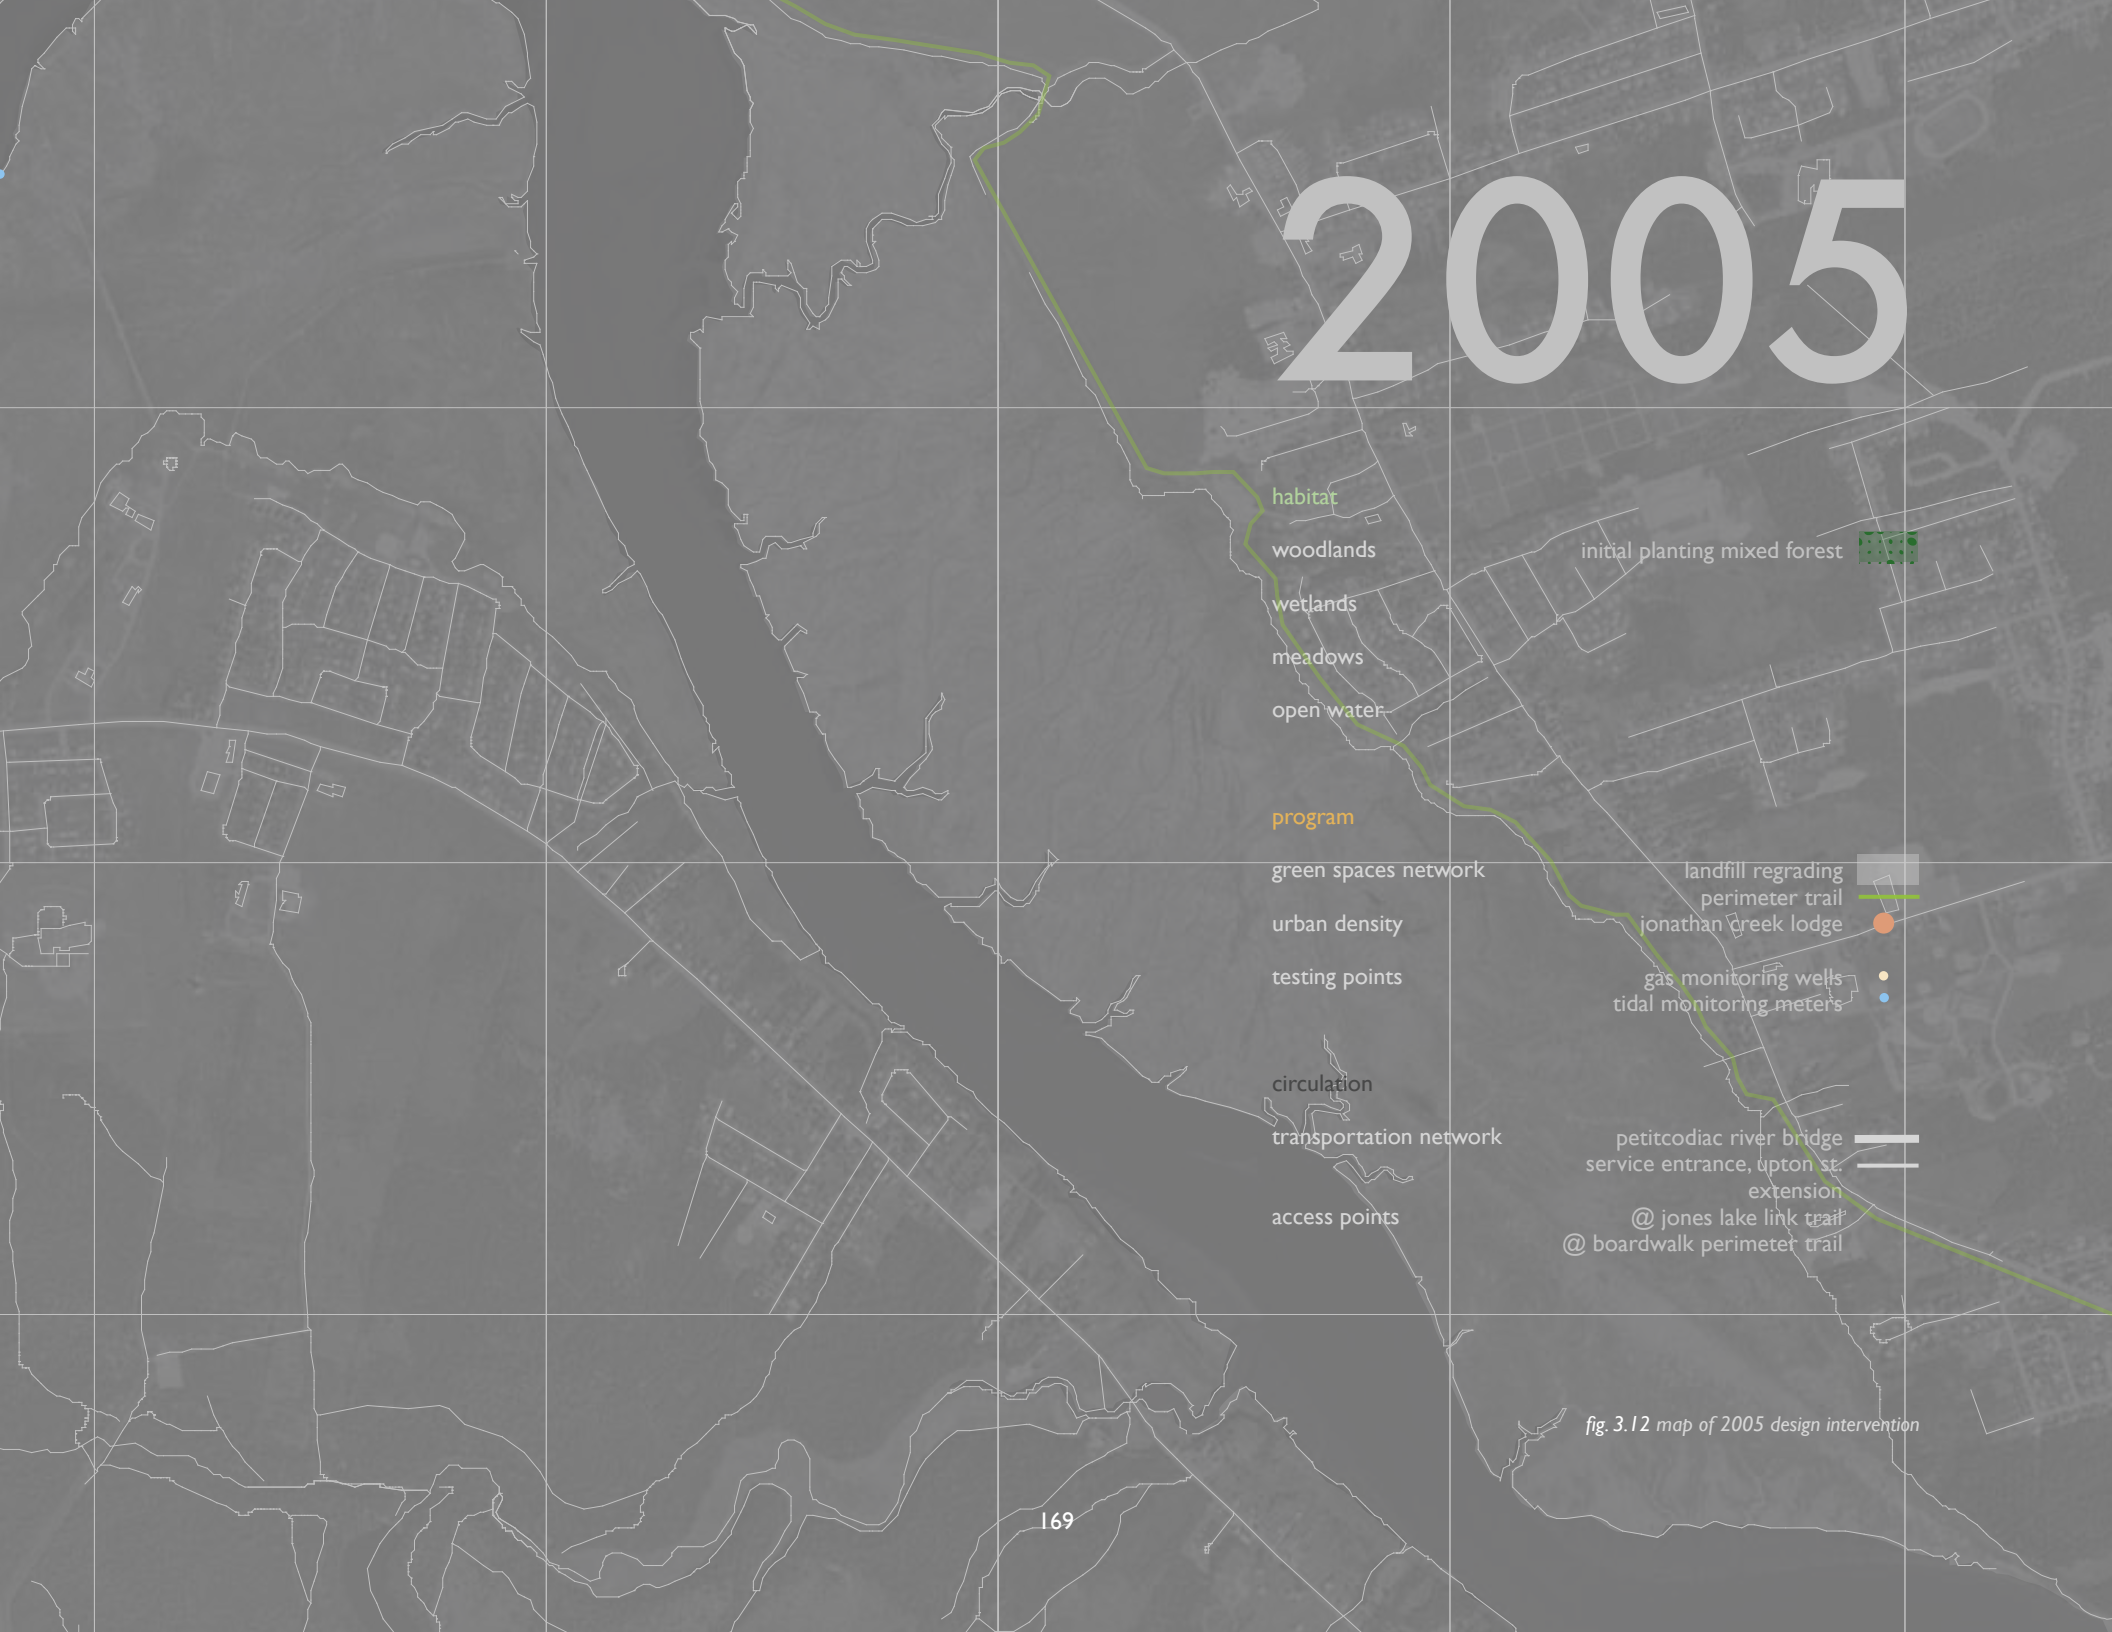 2005
habitat
woodlands
initial planting mixed forest
wetlands
meadows
open water
program
green spaces network
landfill regrading
perimeter trail
urban density
jonathan creek lodge
testing points
gas monitoring wells
tidal monitoring meters
circulation
transportation network
petitcodiac river bridge
service entrance, upton st.
extension
access points
@ jones lake link trail
@ boardwalk perimeter trail
fig. 3.12 map of 2005 design intervention
169